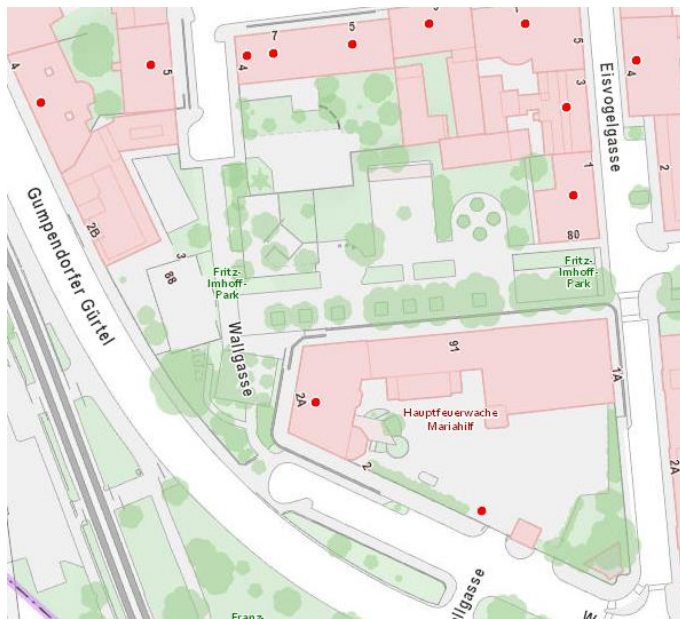 5
7
5
4
4
5
3
4
Eisvogelgasse
1
2
2B
3
80
Gumpendorfer Gürtel
88
Fritz-
Imhoff-
Park
Fritz-
Imhoff-
Park
Wallgasse
91
2A
1A
Hauptfeuerwache
Mariahilf
2
2A
llgasse
W
Franz-